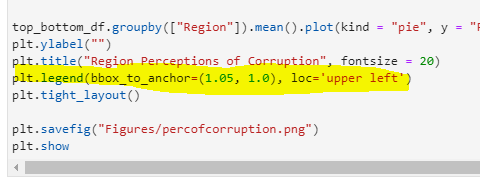 top_bottom_df.groupby(["Region"]).mean().plot(kind = "pie", y = "
plt.ylabel("")
plt.title("Region Perceptions of Corruption", fontsize = 20)
plt.legend(bbox_to_anchor=(1.05, 1.0), loc='upper left')
plt.tight_layout()
plt.savefig("Figures/percofcorruption.png")
plt.show